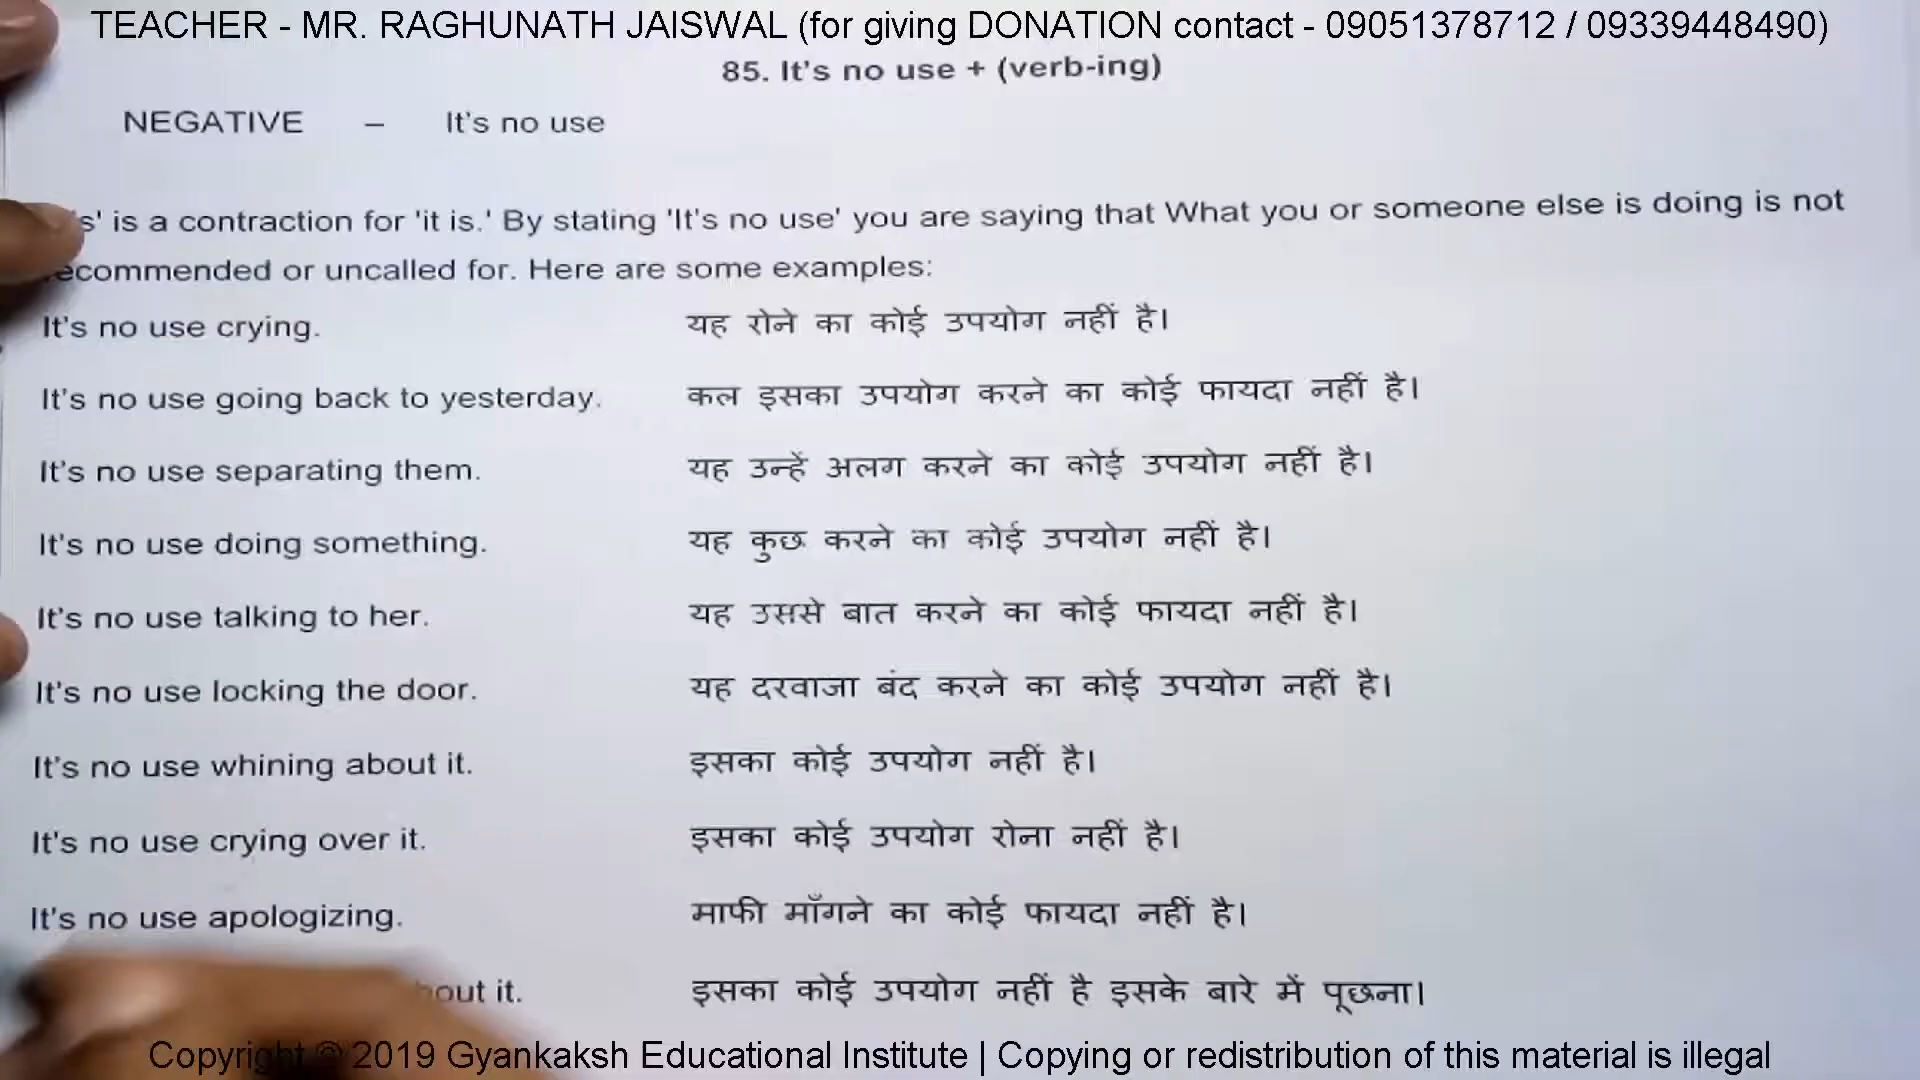 TEACHER - MR. RAGHUNATH JAISWAL (for giving DONATION contact - 09051378712 / 09339448490)
85. It's no use + (verb-ing)
NEGATIVE – It's no use
is a contraction for 'it is.' By stating 'It's no use' you are saying that What you or someone else is doing is not
or uncalled for. Here are some examples:
It's no use crying. यह रोने का कोई उपयोग नहीं है।
It's no use going back to yesterday. कल इसका उपयोग करने का कोई फायदा नहीं है।
It's no use separating them. यह उन्हें अलग करने का कोई उपयोग नहीं है।
It's no use doing something. यह कुछ करने का कोई उपयोग नहीं है।
It's no use talking to her. यह उससे बात करने का कोई फायदा नहीं है।
It's no use locking the door. यह दरवाजा बंद करने का कोई उपयोग नहीं है।
It's no use whining about it. इसका कोई उपयोग नहीं है।
It's no use crying over it. इसका कोई उपयोग रोना नहीं है।
It's no use apologizing. माफी माँगने का कोई फायदा नहीं है।
it. इसका कोई उपयोग नहीं है इसके बारे में पूछना।
Copyright © 2019 Gyankaksh Educational Institute | Copying or redistribution of this material is illegal